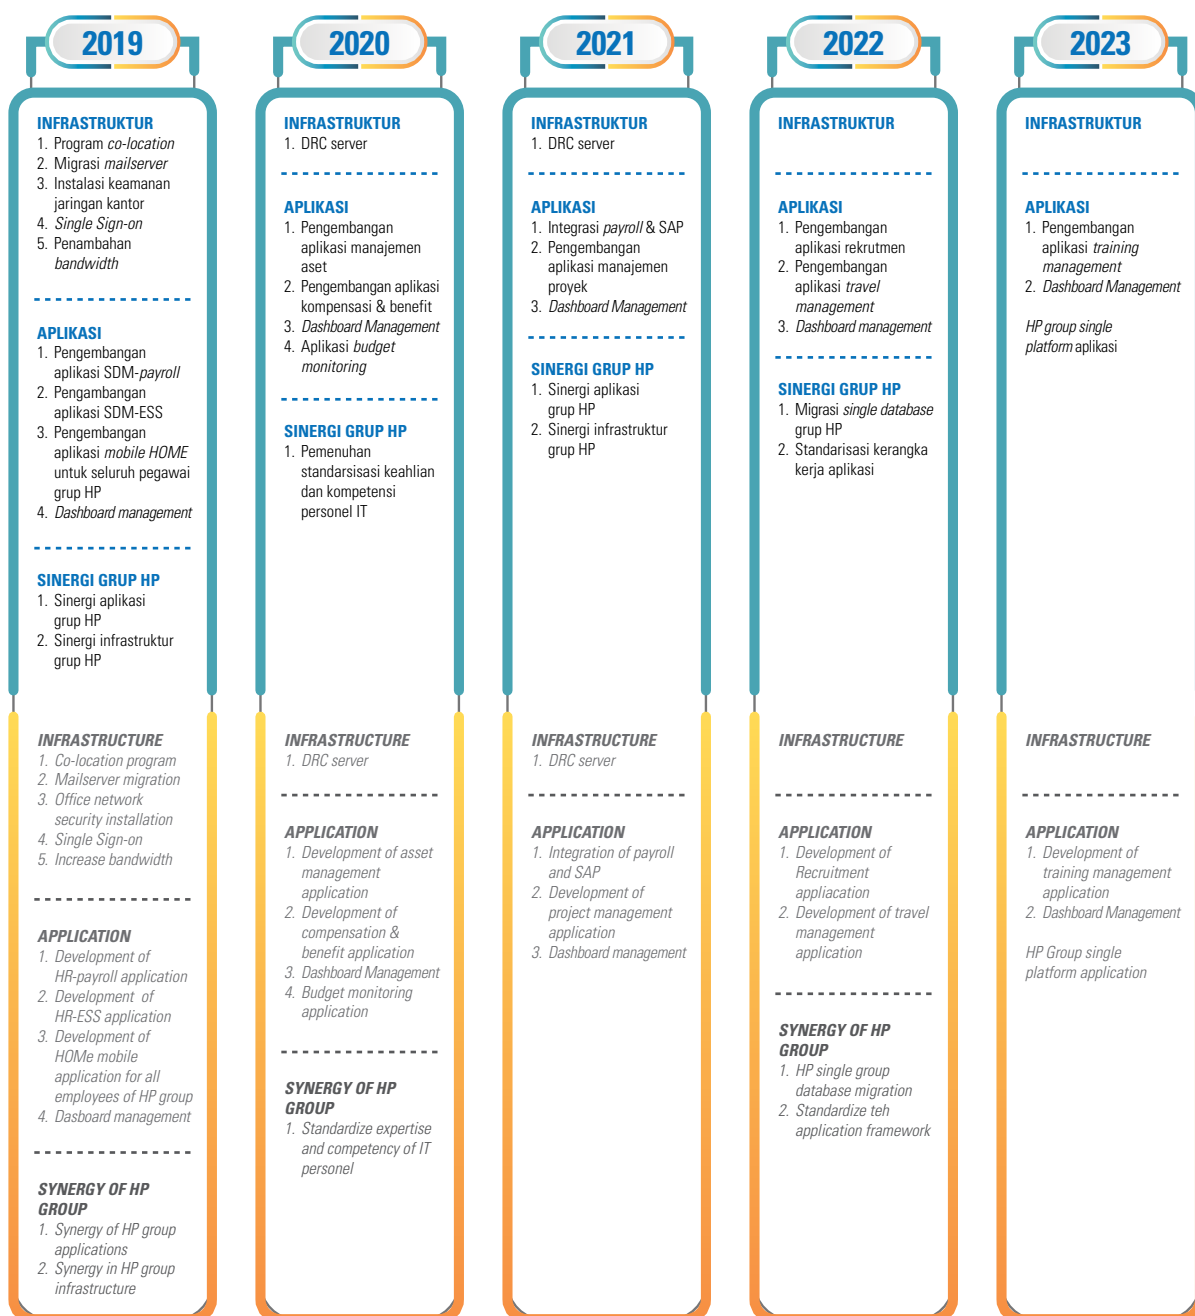 2019
INFRASTRUKTUR
1. Program co-location
2. Migrasi mailserver
3. Instalasi keamanan
jaringan kantor
4. Single Sign-on
5. Penambahan
bandwidth
APLIKASI
1. Pengembangan
aplikasi SDM-payroll
2. Pengambangan
aplikasi SDM-ESS
3. Pengembangan
aplikasi mobile HOME
untuk seluruh pegawai
grup HP
4. Dashboard management
SINERGI GRUP HP
1. Sinergi aplikasi
grup HP
2. Sinergi infrastruktur
grup HP
INFRASTRUCTURE
1. Co-location program
2. Mailserver migration
3. Office network
security installation
4. Single Sign-on
5. Increase bandwidth
APPLICATION
1. Development of
HR-payroll application
2. Development of
HR-ESS application
3. Development of
HOMe mobile
application for all
employees of HP group
4. Dasboard management
SYNERGY OF HP
GROUP
1. Synergy of HP group
applications
2. Synergy in HP group
infrastructure
2020
INFRASTRUKTUR
1. DRC server
APLIKASI
1. Pengembangan
aplikasi manajemen
aset
2. Pengembangan aplikasi
kompensasi & benefit
3. Dashboard Management
4. Aplikasi budget
monitoring
SINERGI GRUP HP
1. Pemenuhan
standarsisasi keahlian
dan kompetensi
personel IT
INFRASTRUCTURE
1. DRC server
APPLICATION
1. Development of asset
management
application
2. Development of
compensation &
benefit application
3. Dashboard Management
4. Budget monitoring
application
SYNERGY OF HP
GROUP
1. Standardize expertise
and competency of IT
personel
2021
INFRASTRUKTUR
1. DRC server
APLIKASI
1. Integrasi payroll & SAP
2. Pengembangan
aplikasi manajemen
proyek
3. Dashboard Management
SINERGI GRUP HP
1. Sinergi aplikasi
grup HP
2. Sinergi infrastruktur
grup HP
INFRASTRUCTURE
1. DRC server
APPLICATION
1. Integration of payroll
and SAP
2. Development of
project management
application
3. Dashboard management
2022
INFRASTRUKTUR
APLIKASI
1. Pengembangan
aplikasi rekrutmen
2. Pengembangan
aplikasi travel
management
3. Dashboard management
SINERGI GRUP HP
1. Migrasi single database
grup HP
2. Standarisasi kerangka
kerja aplikasi
INFRASTRUCTURE
APPLICATION
1. Development of
Recruitment
appliacation
2. Development of travel
management
application
SYNERGY OF HP
GROUP
1. HP single group
database migration
2. Standardize teh
application framework
2023
INFRASTRUKTUR
APLIKASI
1. Pengembangan
aplikasi training
management
2. Dashboard Management
HP group single
platform aplikasi
INFRASTRUCTURE
APPLICATION
1. Development of
training management
application
2. Dashboard Management
HP Group single
platform application